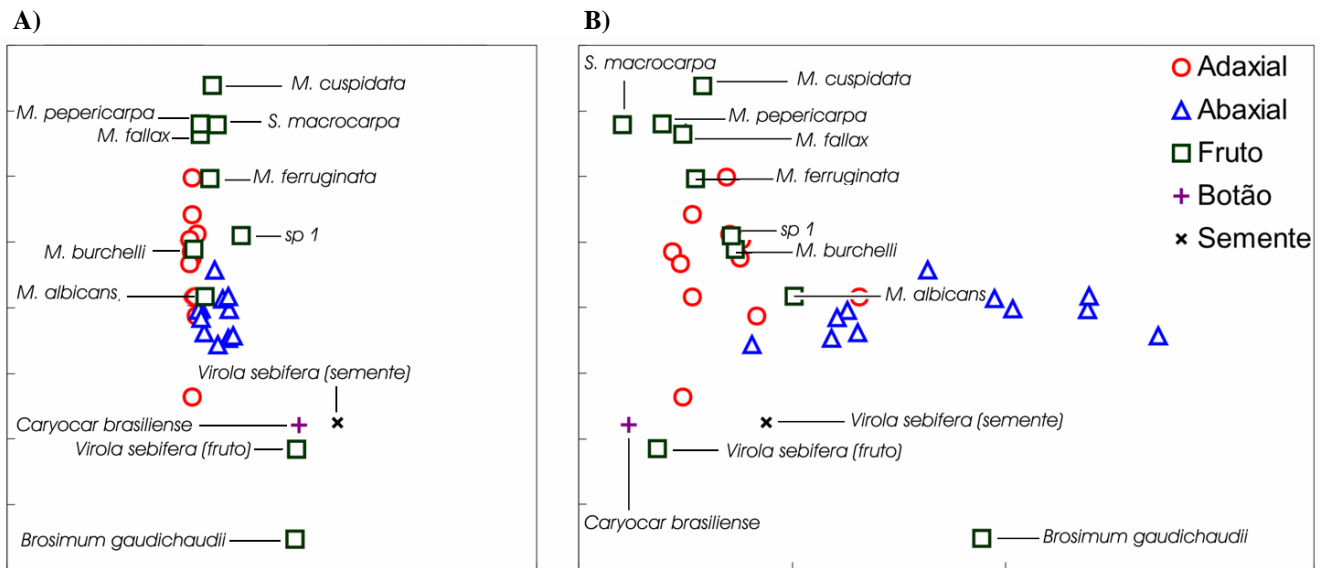 A)
M. cuspidata
M. pepericarpa
S. macrocarpa
M. fallax
M. ferruginata
sp 1
M. burchelli
M. albicans
Virola sebifera (semente)
Caryocar brasiliense
Virola sebifera (fruto)
Brosimum gaudichaudii
B)
S. macrocarpa
M. cuspidata
M. pepericarpa
M. fallax
M. ferruginata
sp 1
M. burchelli
M. albicans
Virola sebifera (semente)
Virola sebifera (fruto)
Caryocar brasiliense
Brosimum gaudichaudii
Adaxial
Abaxial
Fruto
Botão
Semente